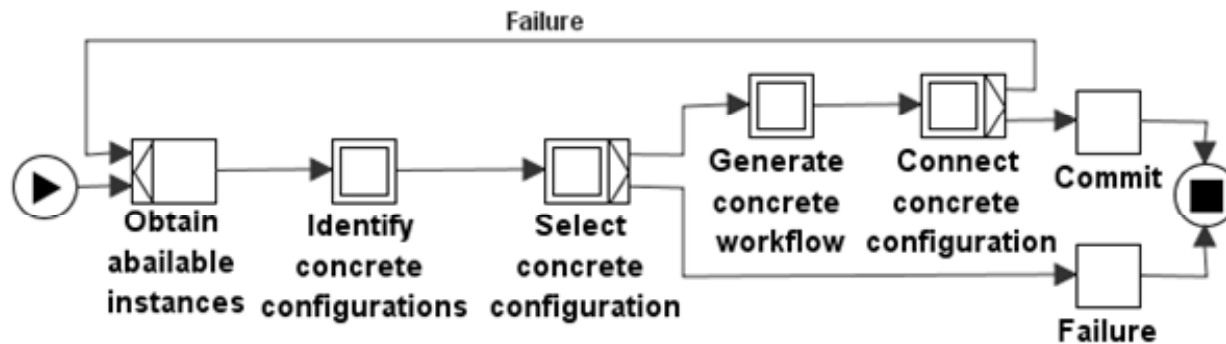 Failure
Obtain
abailable
instances
Identify
concrete
configurations
Select
concrete
configuration
Generate
concrete
workflow
Connect
concrete
configuration
Commit
Failure